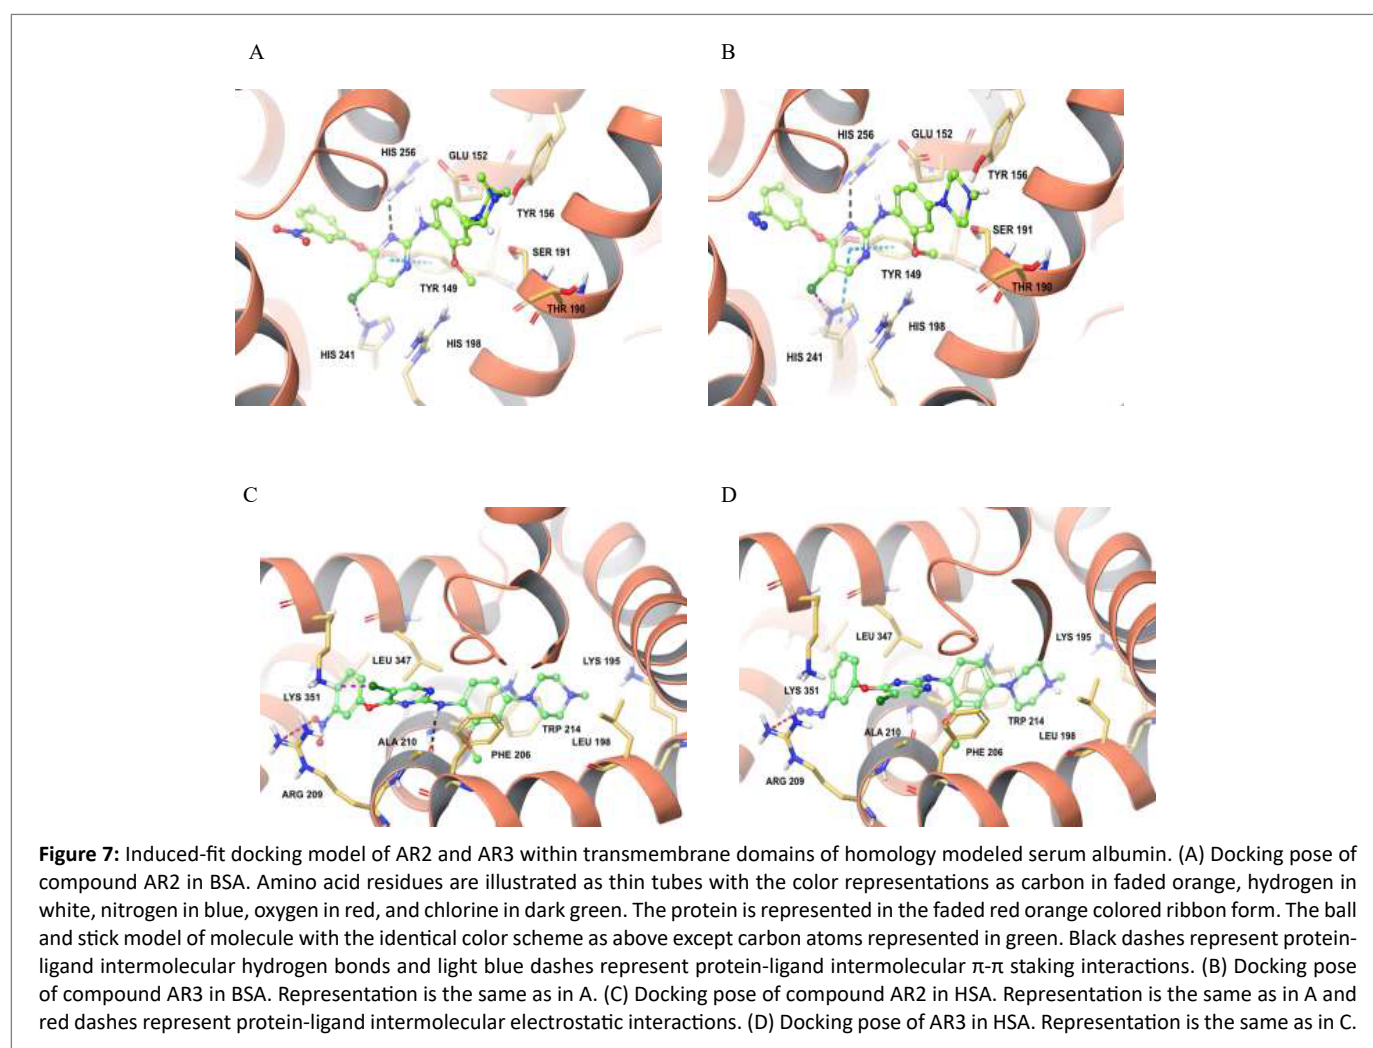 A
B
HIS 256
GLU 152
TYR 156
SER 191
TYR 149
THR 190
HIS 198
HIS 241
HIS 256
GLU 152
TYR 156
SER 191
TYR 149
THR 190
HIS 198
HIS 241
C
D
LEU 347
LYS 195
LYS 351
TRP 214
ALA 210
LEU 198
PHE 206
ARG 209
LYS 195
LEU 347
LYS 351
TRP 214
ALA 210
LEU 198
PHE 206
ARG 209
Figure 7: Induced-fit docking model of AR2 and AR3 within transmembrane domains of homology modeled serum albumin. (A) Docking pose of
compound AR2 in BSA. Amino acid residues are illustrated as thin tubes with the color representations as carbon in faded orange, hydrogen in
white, nitrogen in blue, oxygen in red, and chlorine in dark green. The protein is represented in the faded red orange colored ribbon form. The ball
and stick model of molecule with the identical color scheme as above except carbon atoms represented in green. Black dashes represent protein-
ligand intermolecular hydrogen bonds and light blue dashes represent protein-ligand intermolecular π-π staking interactions. (B) Docking pose
of compound AR3 in BSA. Representation is the same as in A. (C) Docking pose of compound AR2 in HSA. Representation is the same as in A and
red dashes represent protein-ligand intermolecular electrostatic interactions. (D) Docking pose of AR3 in HSA. Representation is the same as in C.